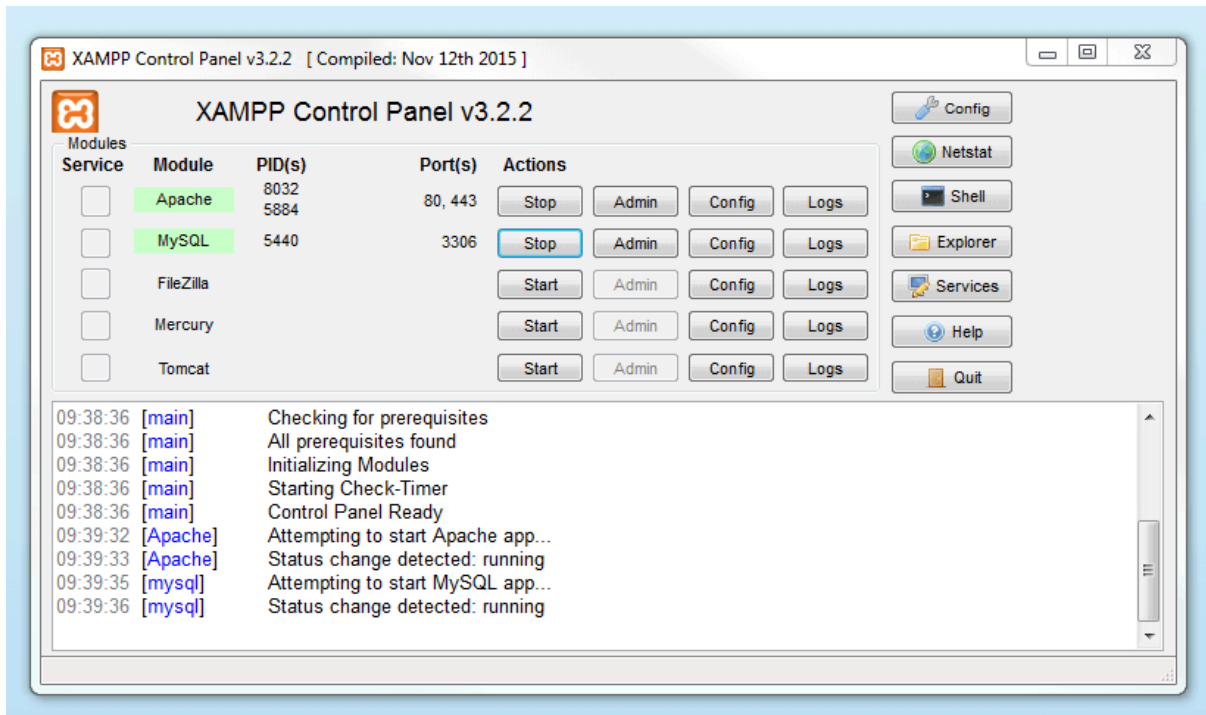 XAMPP Control Panel v3.2.2 [ Compiled: Nov 12th 2015 ]
XAMPP Control Panel v3.2.2
Config
Modules
Service Module PID(s) Port(s) Actions
Netstat
Apache 8032 5884 80, 443 Stop Admin Config Logs
Shell
MySQL 5440 3306 Stop Admin Config Logs
Explorer
FileZilla Start Admin Config Logs
Services
Mercury Start Admin Config Logs
Help
Tomcat Start Admin Config Logs
Quit
09:38:36 [main] Checking for prerequisites
09:38:36 [main] All prerequisites found
09:38:36 [main] Initializing Modules
09:38:36 [main] Starting Check-Timer
09:38:36 [main] Control Panel Ready
09:39:32 [Apache] Attempting to start Apache app...
09:39:33 [Apache] Status change detected: running
09:39:35 [mysql] Attempting to start MySQL app...
09:39:36 [mysql] Status change detected: running